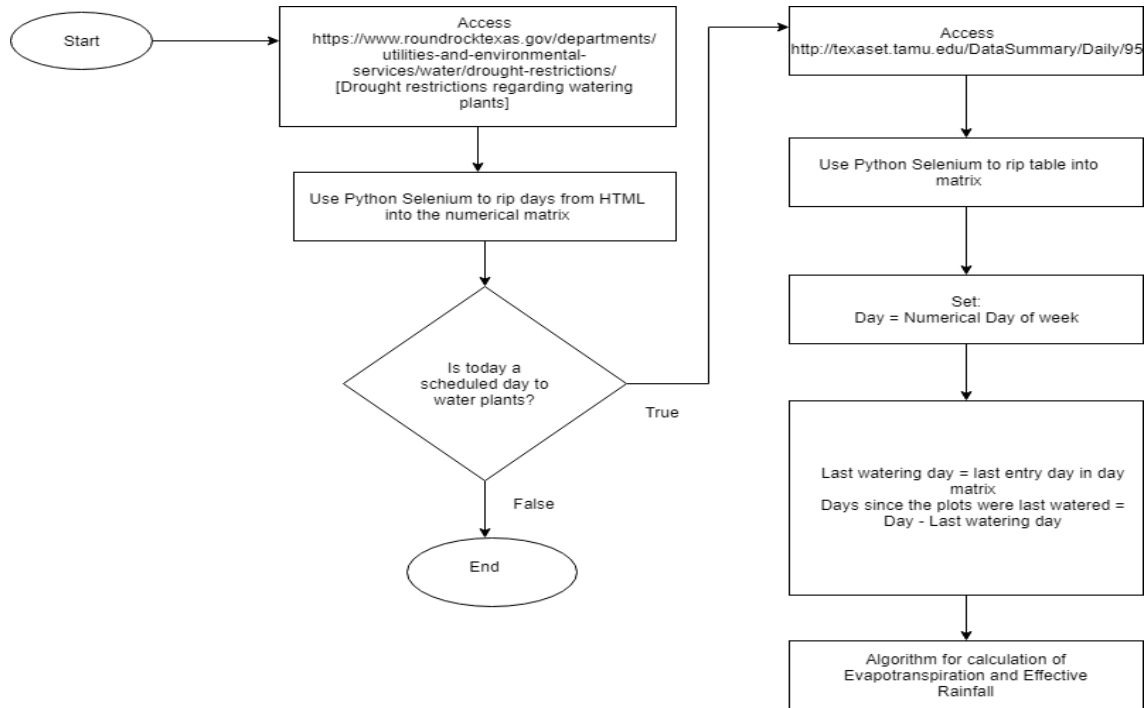 Start
Access
https://www.roundrocktexas.gov/departments/
utilities-and-environmental-
services/water/drought-restrictions/
[Drought restrictions regarding watering
plants]
Use Python Selenium to rip days from HTML
into the numerical matrix
Is today a
scheduled day to
water plants?
True
False
End
Access
http://texaset.tamu.edu/DataSummary/Daily/95
Use Python Selenium to rip table into
matrix
Set:
Day = Numerical Day of week
Last watering day = last entry day in day
matrix
Days since the plots were last watered =
Day - Last watering day
Algorithm for calculation of
Evapotranspiration and Effective
Rainfall